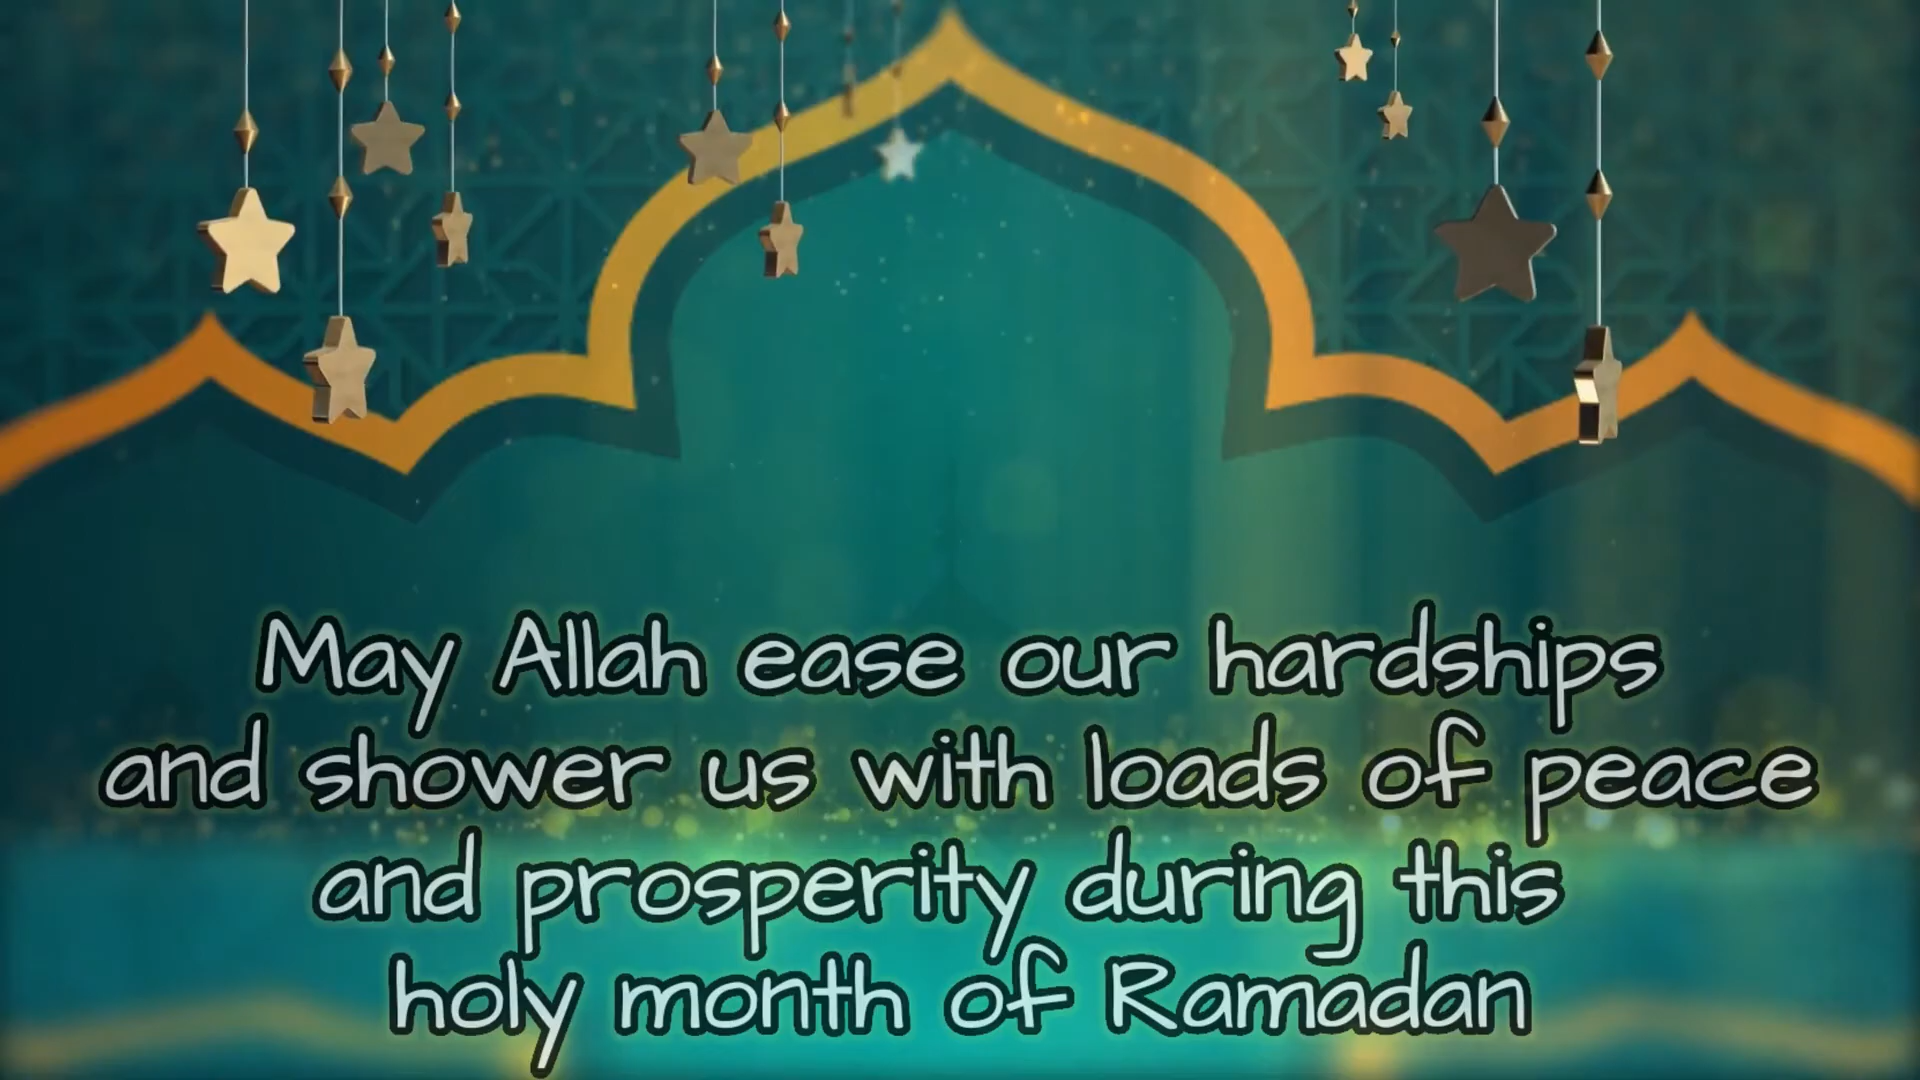 May Allah ease our hardships
and shower us with loads of peace
and prosperity during this
holy month of Ramadan